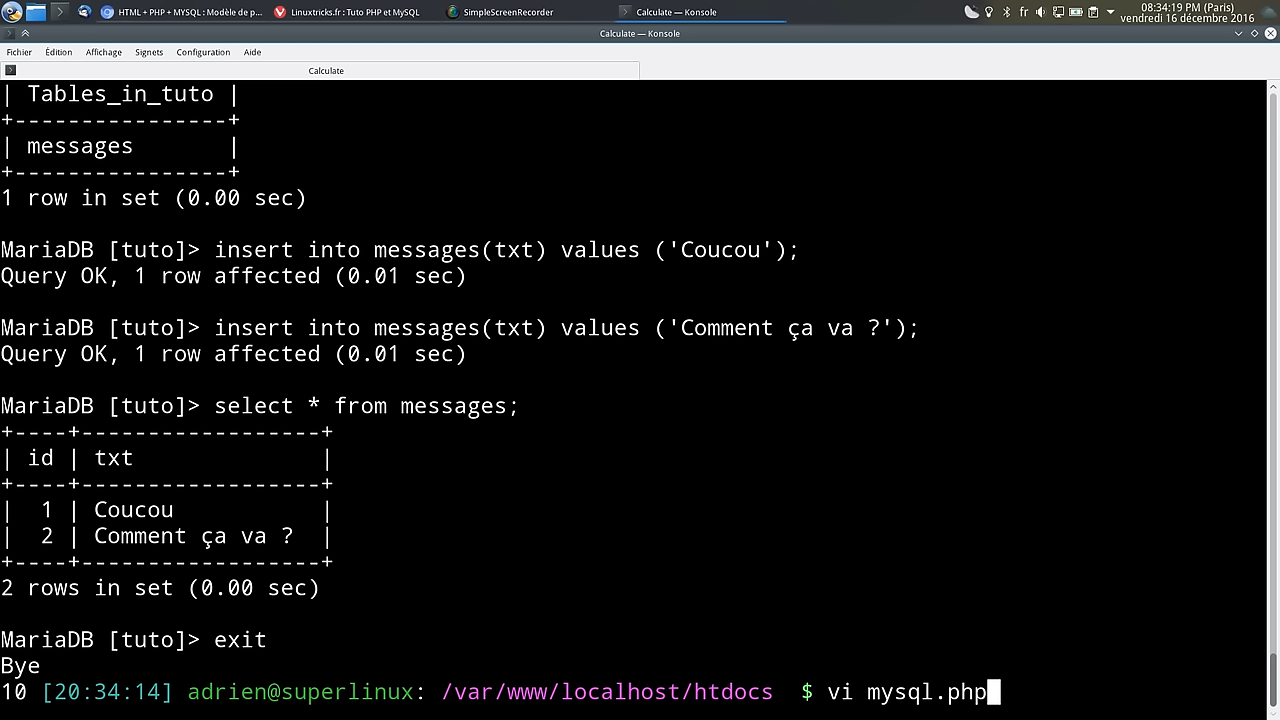 HTML + PHP + MYSQL : Modèle de p...
Linuxtricks.fr : Tuto PHP et MySQL
SimpleScreenRecorder
Calculate — Konsole
fr
08:34:19 PM (Paris)
vendredi 16 décembre 2016
Calculate — Konsole
Fichier Édition Affichage Signets Configuration Aide
Calculate
| Tables_in_tuto |
+----------------+
| messages       |
+----------------+
1 row in set (0.00 sec)
MariaDB [tuto]> insert into messages(txt) values ('Coucou');
Query OK, 1 row affected (0.01 sec)
MariaDB [tuto]> insert into messages(txt) values ('Comment ça va ?');
Query OK, 1 row affected (0.01 sec)
MariaDB [tuto]> select * from messages;
+----+------------------+
| id | txt              |
+----+------------------+
|  1 | Coucou           |
|  2 | Comment ça va ?  |
+----+------------------+
2 rows in set (0.00 sec)
MariaDB [tuto]> exit
Bye
10 [20:34:14] adrien@superlinux: /var/www/localhost/htdocs  $ vi mysql.php